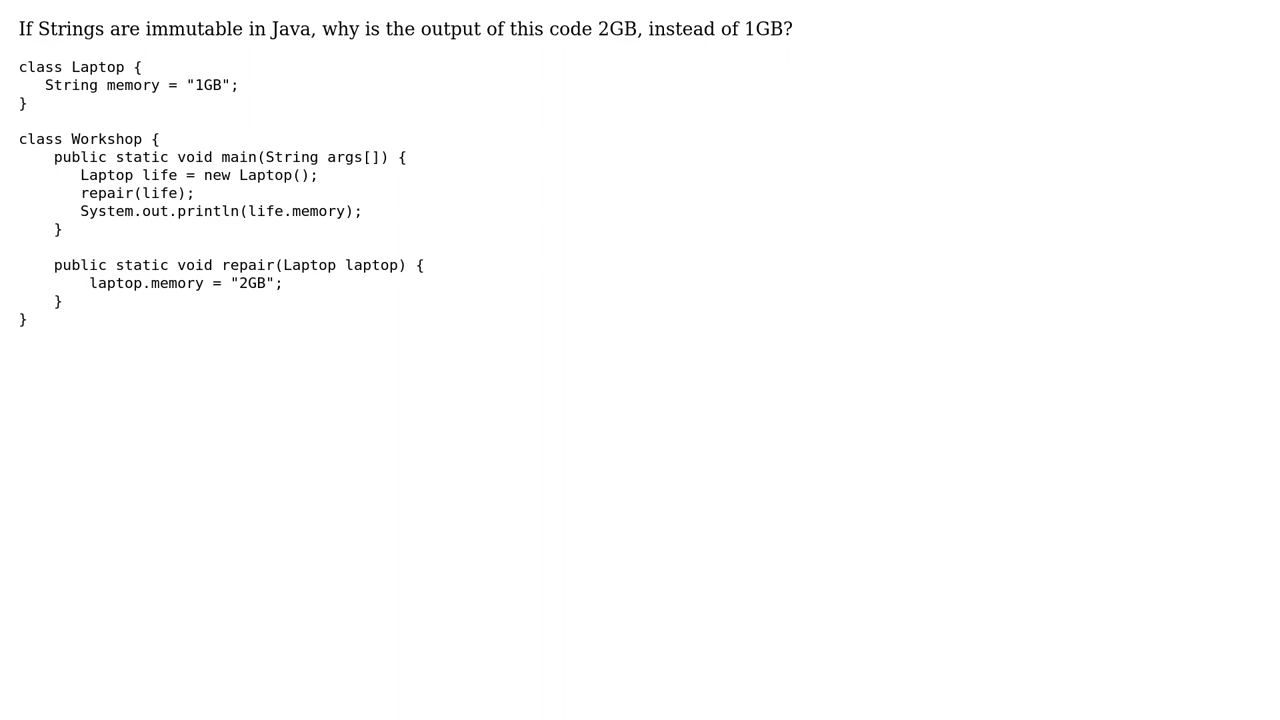 If Strings are immutable in Java, why is the output of this code 2GB, instead of 1GB?
class Laptop {
   String memory = "1GB";
}
class Workshop {
    public static void main(String args[]) {
       Laptop life = new Laptop();
       repair(life);
       System.out.println(life.memory);
    }
    public static void repair(Laptop laptop) {
        laptop.memory = "2GB";
    }
}